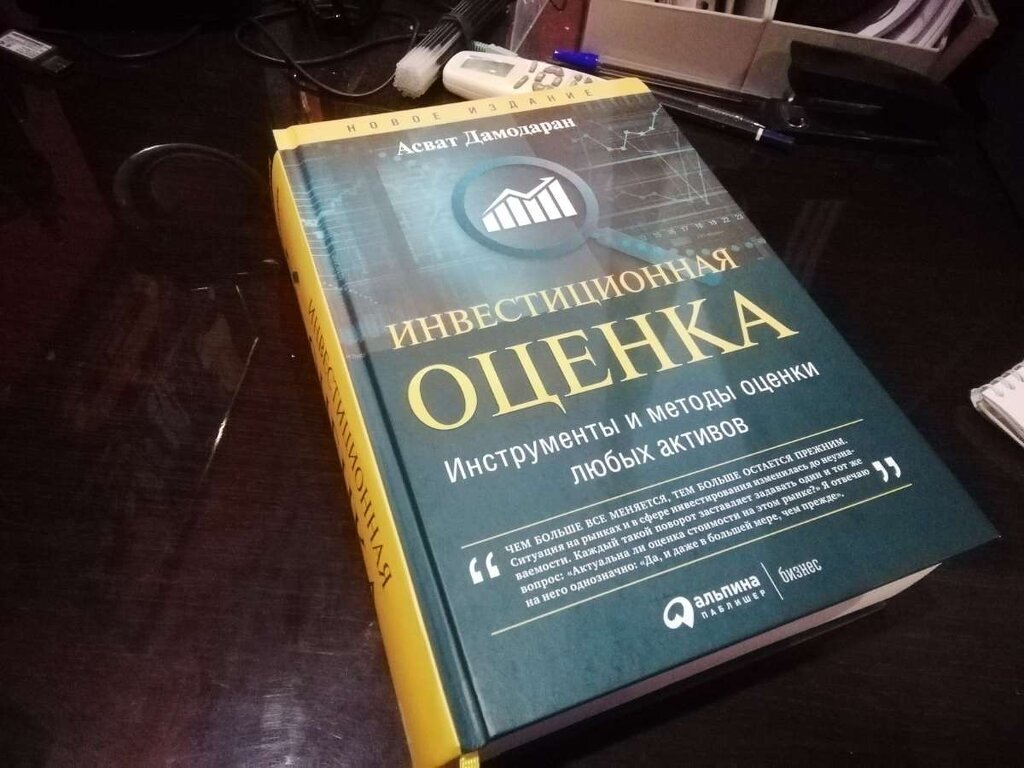 НОВОЕ ИЗДАНИЕ
Асват Дамодаран
ИНВЕСТИЦИОННАЯ
ОЦЕНКА
Инструменты и методы оценки
любых активов
“ ЧЕМ БОЛЬШЕ ВСЕ МЕНЯЕТСЯ, ТЕМ БОЛЬШЕ ОСТАЕТСЯ ПРЕЖНИМ.
Ситуация на рынках и в сфере инвестирования изменилась до неузна-
ваемости. Каждый такой поворот заставляет задавать один и тот же
вопрос: «Актуальна ли оценка стоимости на этом рынке?» Я отвечаю
на него однозначно: «Да, и даже в большей мере, чем прежде». ”
альпина
ПАБЛИШЕР
бизнес
ИНВЕСТИЦИОННАЯ